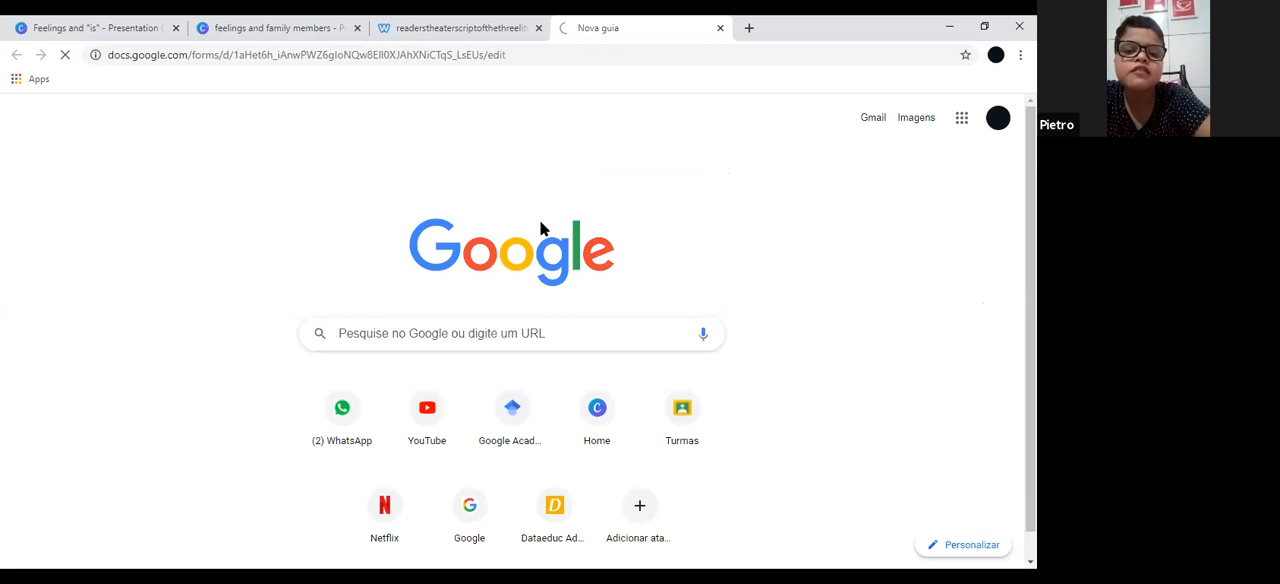 Feelings and "is" - Presentation (
feelings and family members - P
readerstheaterscriptofthethreelit
Nova guia
docs.google.com/forms/d/1aHet6h_iAnwPWZ6gIoNQw8EIl0XJAhXNiCTqS_LsEUs/edit
Apps
Gmail
Imagens
Pietro
Google
Pesquise no Google ou digite um URL
(2) WhatsApp
YouTube
Google Acad...
Home
Turmas
Netflix
Google
Dataeduc Ad...
Adicionar ata...
Personalizar